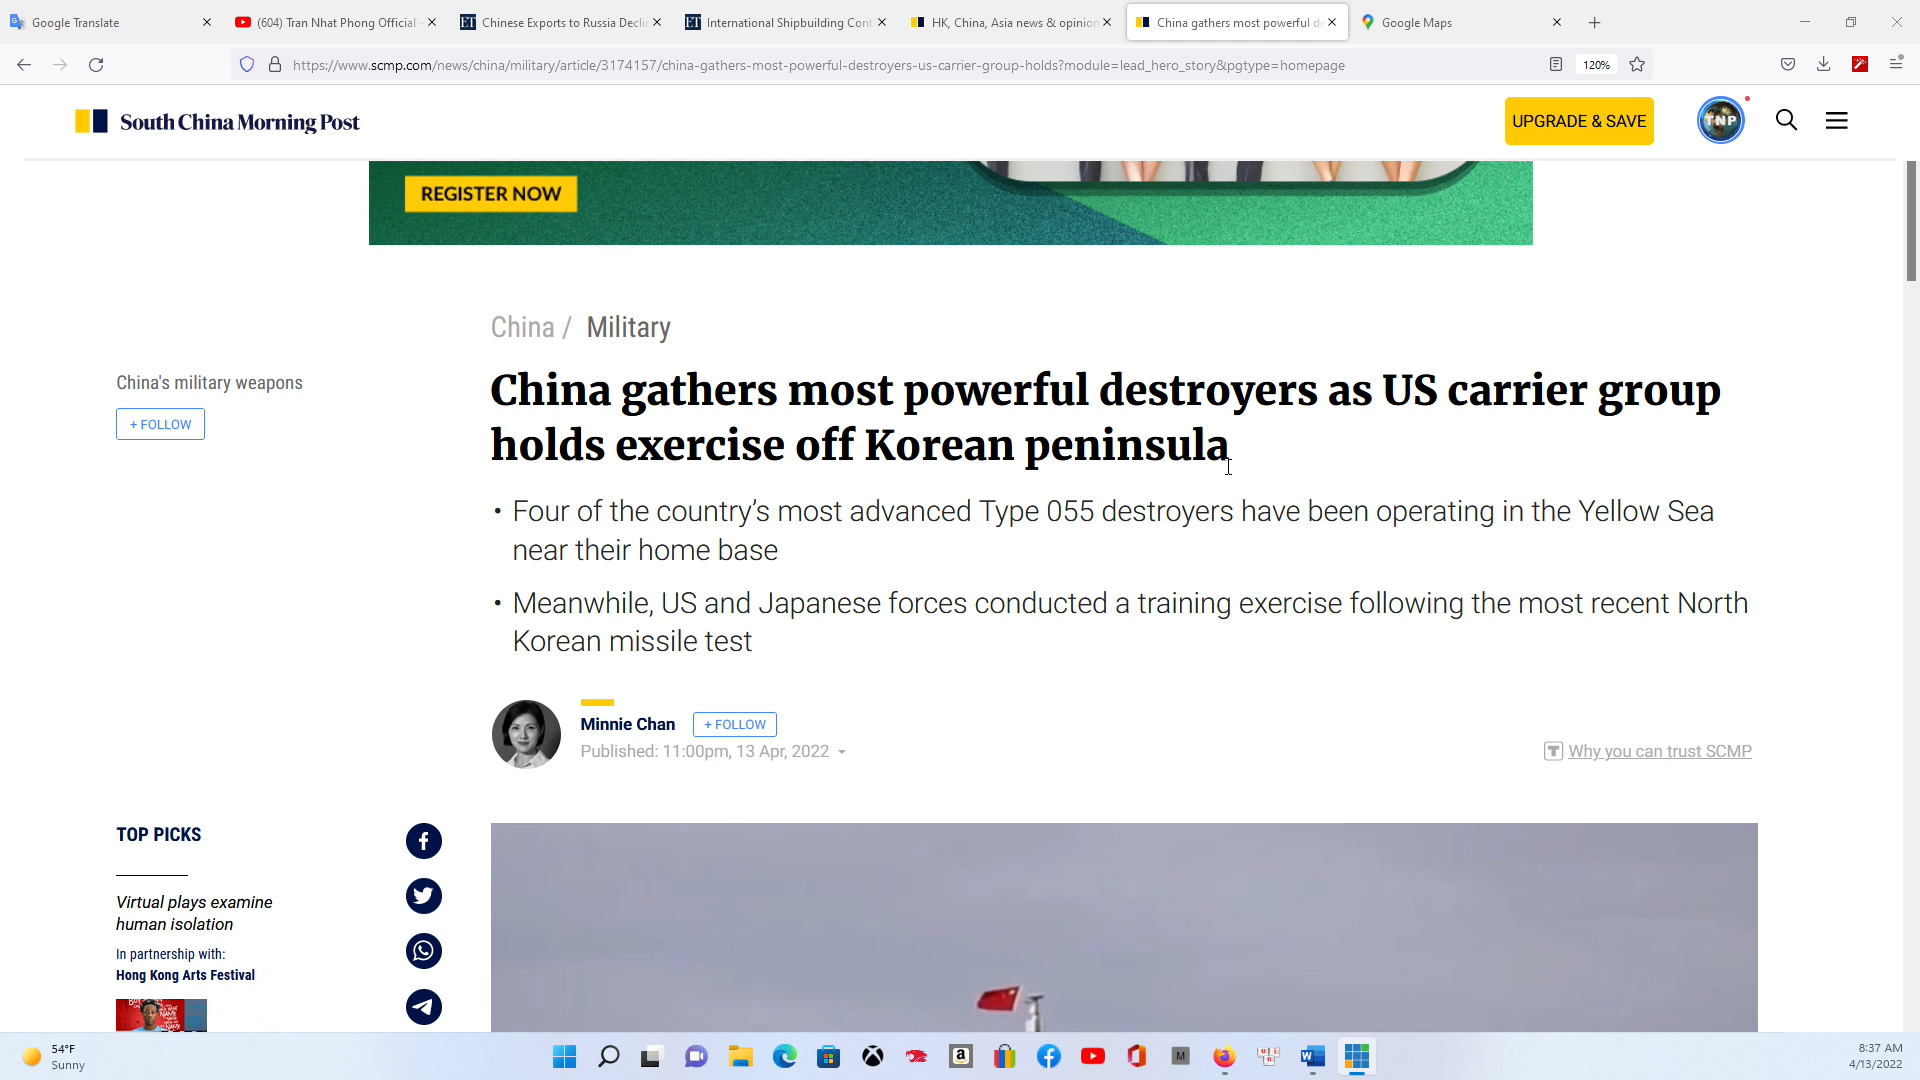 Google Translate
(604) Tran Nhat Phong Official -
ET Chinese Exports to Russia Declin
ET International Shipbuilding Cont
HK, China, Asia news & opinion
China gathers most powerful de
Google Maps
https://www.scmp.com/news/china/military/article/3174157/china-gathers-most-powerful-destroyers-us-carrier-group-holds?module=lead_hero_story&pgtype=homepage
120%
South China Morning Post
UPGRADE & SAVE
TNP
REGISTER NOW
China / Military
China gathers most powerful destroyers as US carrier group
holds exercise off Korean peninsula
China's military weapons
+ FOLLOW
• Four of the country’s most advanced Type 055 destroyers have been operating in the Yellow Sea
near their home base
• Meanwhile, US and Japanese forces conducted a training exercise following the most recent North
Korean missile test
Minnie Chan
+ FOLLOW
Published: 11:00pm, 13 Apr, 2022
T Why you can trust SCMP
TOP PICKS
Virtual plays examine
human isolation
In partnership with:
Hong Kong Arts Festival
54°F
Sunny
8:37 AM
4/13/2022